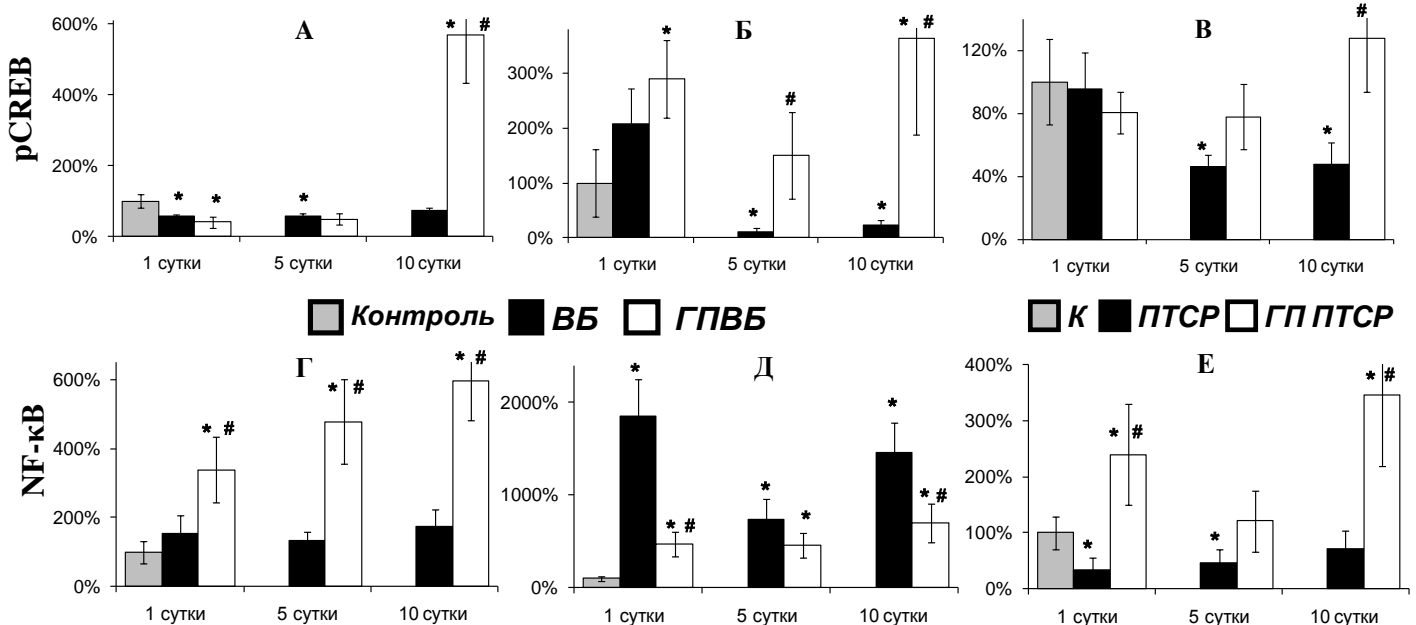 А
Б
В
pCREB
600%
400%
200%
0%
300%
200%
100%
0%
120%
80%
40%
0%
* * * * #
* * # * * #
* * #
1 сутки 5 сутки 10 сутки
1 сутки 5 сутки 10 сутки
1 сутки 5 сутки 10 сутки
Контроль ВБ ГПВБ
К ПТСР ГП ПТСР
Г
Д
Е
NF-κB
600%
400%
200%
0%
2000%
1000%
0%
400%
300%
200%
100%
0%
* # * # * #
* * # * * * * #
* * # * * #
1 сутки 5 сутки 10 сутки
1 сутки 5 сутки 10 сутки
1 сутки 5 сутки 10 сутки